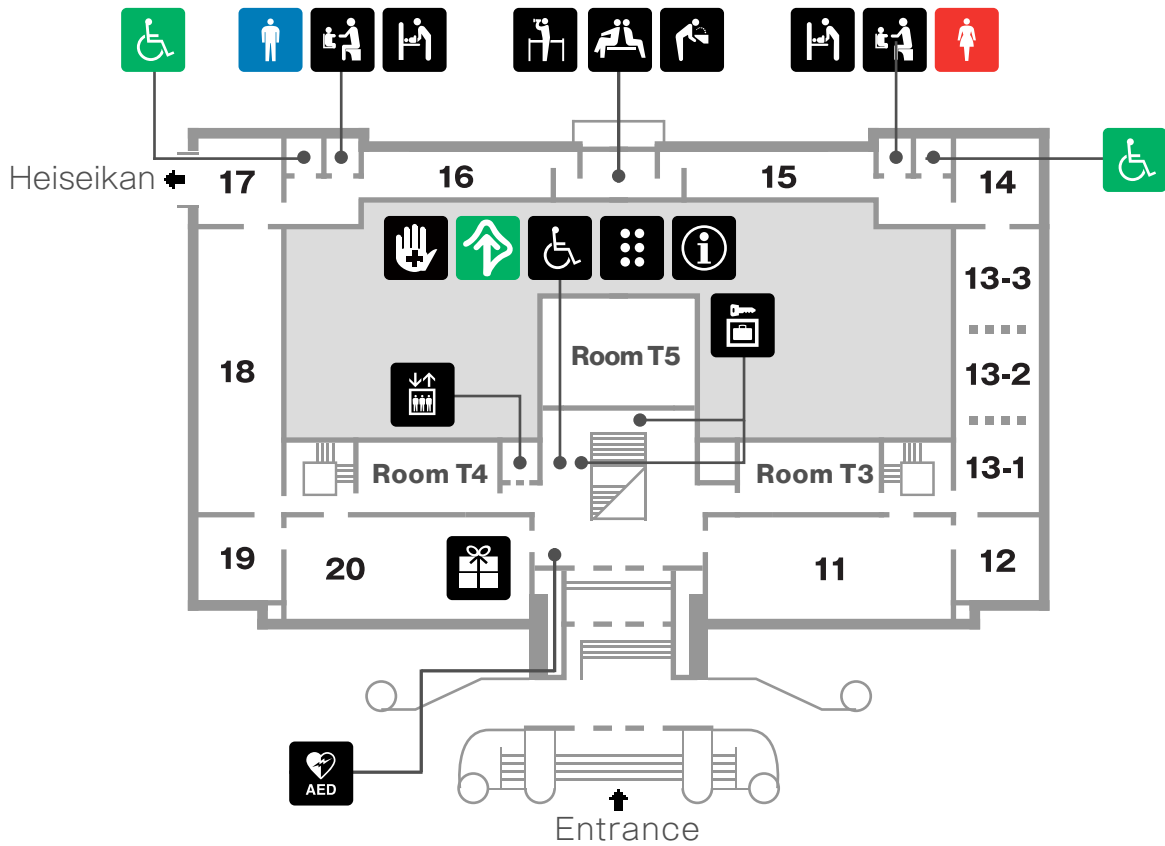 Heiseikan
17
16
15
14
13-3
Room T5
18
13-2
Room T4
Room T3
13-1
19
20
11
12
AED
Entrance